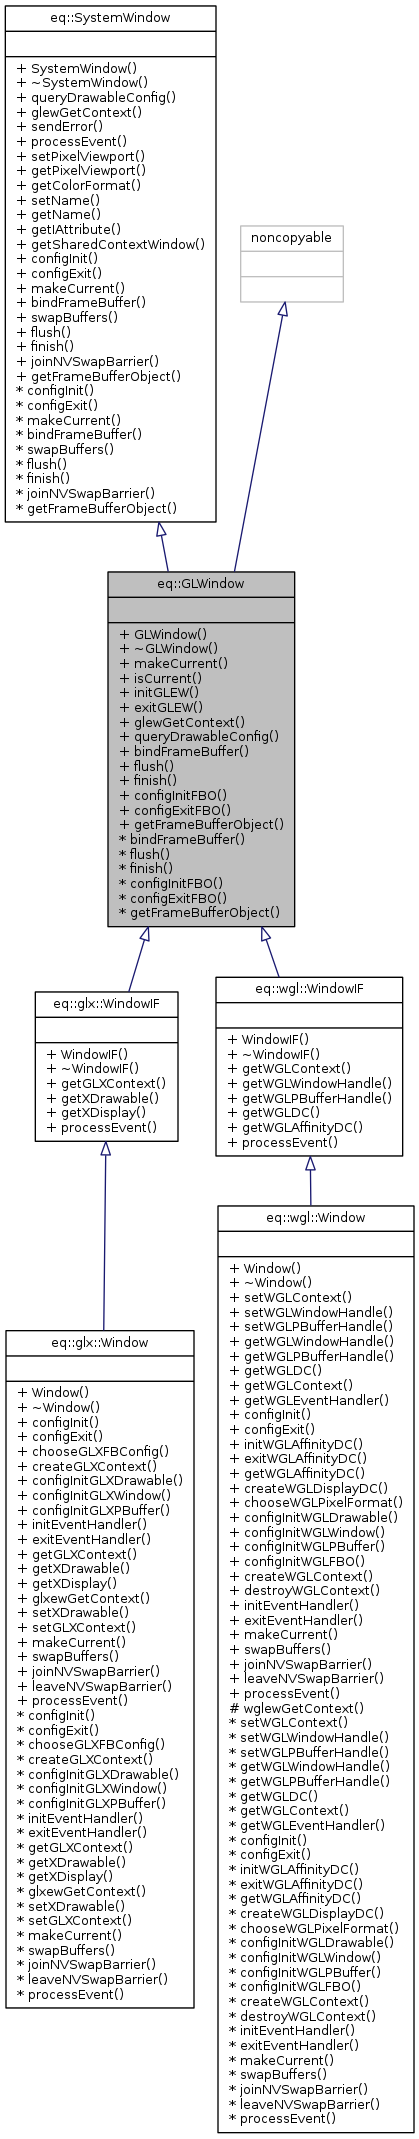 eq::SystemWindow
+ SystemWindow()
+ ~SystemWindow()
+ queryDrawableConfig()
+ glewGetContext()
+ sendError()
+ processEvent()
+ setPixelViewport()
+ getPixelViewport()
+ getColorFormat()
+ setName()
+ getName()
+ getIAttribute()
+ getSharedContextWindow()
+ configInit()
+ configExit()
+ makeCurrent()
+ bindFrameBuffer()
+ swapBuffers()
+ flush()
+ finish()
+ joinNVSwapBarrier()
+ getFrameBufferObject()
* configInit()
* configExit()
* makeCurrent()
* bindFrameBuffer()
* swapBuffers()
* flush()
* finish()
* joinNVSwapBarrier()
* getFrameBufferObject()
noncopyable
eq::GLWindow
+ GLWindow()
+ ~GLWindow()
+ makeCurrent()
+ isCurrent()
+ initGLEW()
+ exitGLEW()
+ glewGetContext()
+ queryDrawableConfig()
+ bindFrameBuffer()
+ flush()
+ finish()
+ configInitFBO()
+ configExitFBO()
+ getFrameBufferObject()
* bindFrameBuffer()
* flush()
* finish()
* configInitFBO()
* configExitFBO()
* getFrameBufferObject()
eq::glx::WindowIF
+ WindowIF()
+ ~WindowIF()
+ getGLXContext()
+ getXDrawable()
+ getXDisplay()
+ processEvent()
eq::wgl::WindowIF
+ WindowIF()
+ ~WindowIF()
+ getWGLContext()
+ getWGLWindowHandle()
+ getWGLPBufferHandle()
+ getWGLDC()
+ getWGLAffinityDC()
+ processEvent()
eq::glx::Window
+ Window()
+ ~Window()
+ configInit()
+ configExit()
+ chooseGLXFBConfig()
+ createGLXContext()
+ configInitGLXDrawable()
+ configInitGLXWindow()
+ configInitGLXPBuffer()
+ initEventHandler()
+ exitEventHandler()
+ getGLXContext()
+ getXDrawable()
+ getXDisplay()
+ glxewGetContext()
+ setXDrawable()
+ setGLXContext()
+ makeCurrent()
+ swapBuffers()
+ joinNVSwapBarrier()
+ leaveNVSwapBarrier()
+ processEvent()
* configInit()
* configExit()
* chooseGLXFBConfig()
* createGLXContext()
* configInitGLXDrawable()
* configInitGLXWindow()
* configInitGLXPBuffer()
* initEventHandler()
* exitEventHandler()
* getGLXContext()
* getXDrawable()
* getXDisplay()
* glxewGetContext()
* setXDrawable()
* setGLXContext()
* makeCurrent()
* swapBuffers()
* joinNVSwapBarrier()
* leaveNVSwapBarrier()
* processEvent()
eq::wgl::Window
+ Window()
+ ~Window()
+ setWGLContext()
+ setWGLWindowHandle()
+ setWGLPBufferHandle()
+ getWGLWindowHandle()
+ getWGLPBufferHandle()
+ getWGLDC()
+ getWGLContext()
+ getWGLEventHandler()
+ configInit()
+ configExit()
+ initWGLAffinityDC()
+ exitWGLAffinityDC()
+ getWGLAffinityDC()
+ createWGLDisplayDC()
+ chooseWGLPixelFormat()
+ configInitWGLDrawable()
+ configInitWGLWindow()
+ configInitWGLPBuffer()
+ configInitWGLFBO()
+ createWGLContext()
+ destroyWGLContext()
+ initEventHandler()
+ exitEventHandler()
+ makeCurrent()
+ swapBuffers()
+ joinNVSwapBarrier()
+ leaveNVSwapBarrier()
+ processEvent()
# wglewGetContext()
* setWGLContext()
* setWGLWindowHandle()
* setWGLPBufferHandle()
* getWGLWindowHandle()
* getWGLPBufferHandle()
* getWGLDC()
* getWGLContext()
* getWGLEventHandler()
* configInit()
* configExit()
* initWGLAffinityDC()
* exitWGLAffinityDC()
* getWGLAffinityDC()
* createWGLDisplayDC()
* chooseWGLPixelFormat()
* configInitWGLDrawable()
* configInitWGLWindow()
* configInitWGLPBuffer()
* configInitWGLFBO()
* createWGLContext()
* destroyWGLContext()
* initEventHandler()
* exitEventHandler()
* makeCurrent()
* swapBuffers()
* joinNVSwapBarrier()
* leaveNVSwapBarrier()
* processEvent()